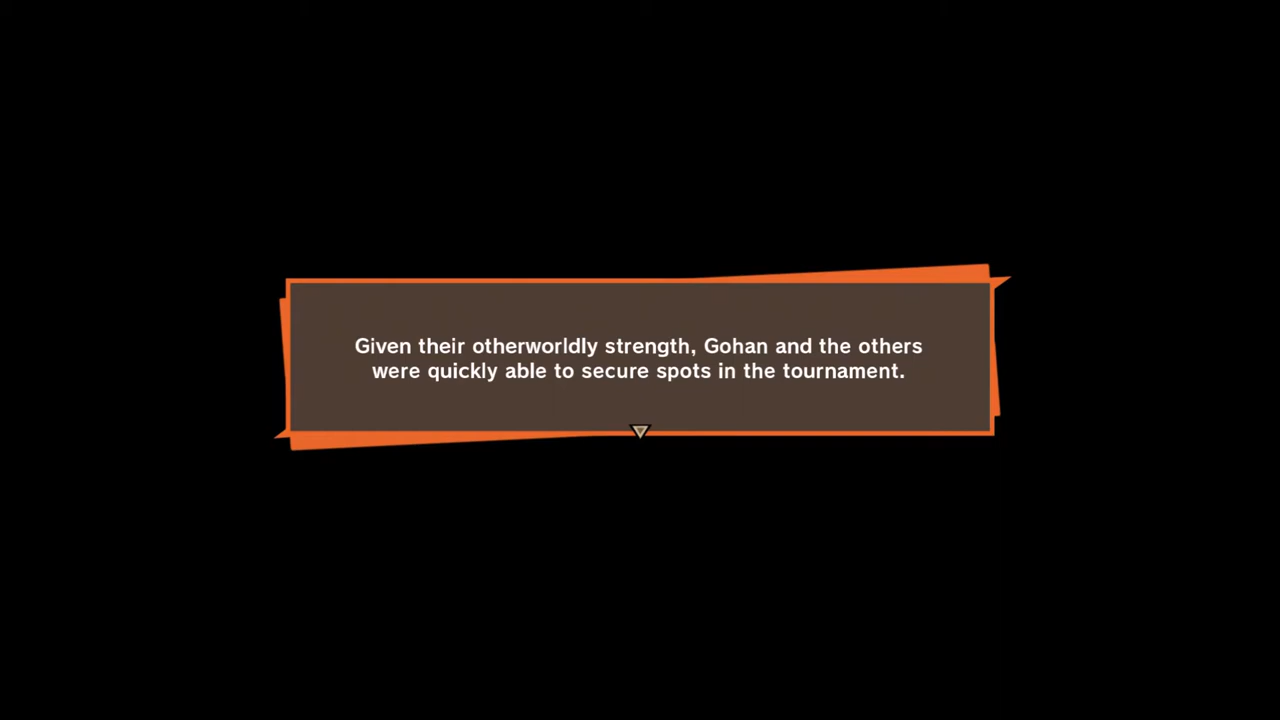 Given their otherworldly strength, Gohan and the others
were quickly able to secure spots in the tournament.